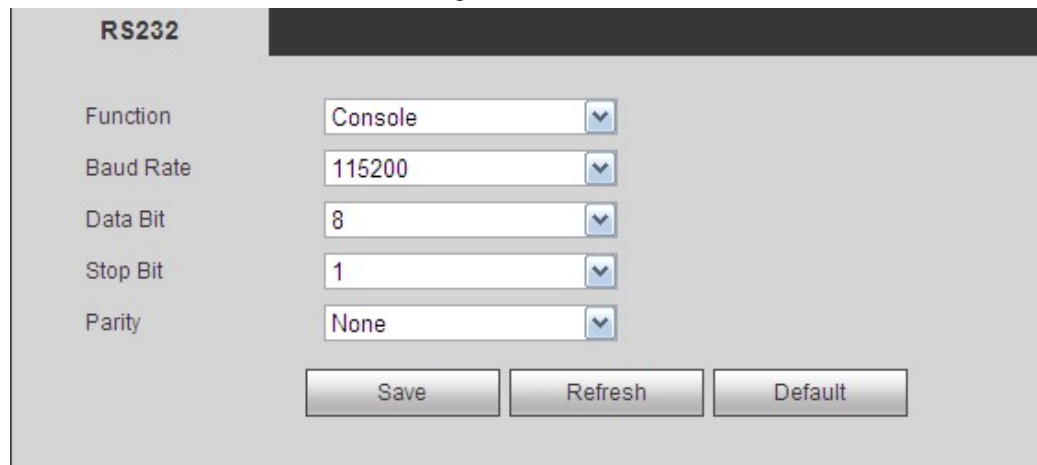 RS232
Function Console
Baud Rate 115200
Data Bit 8
Stop Bit 1
Parity None
Save Refresh Default